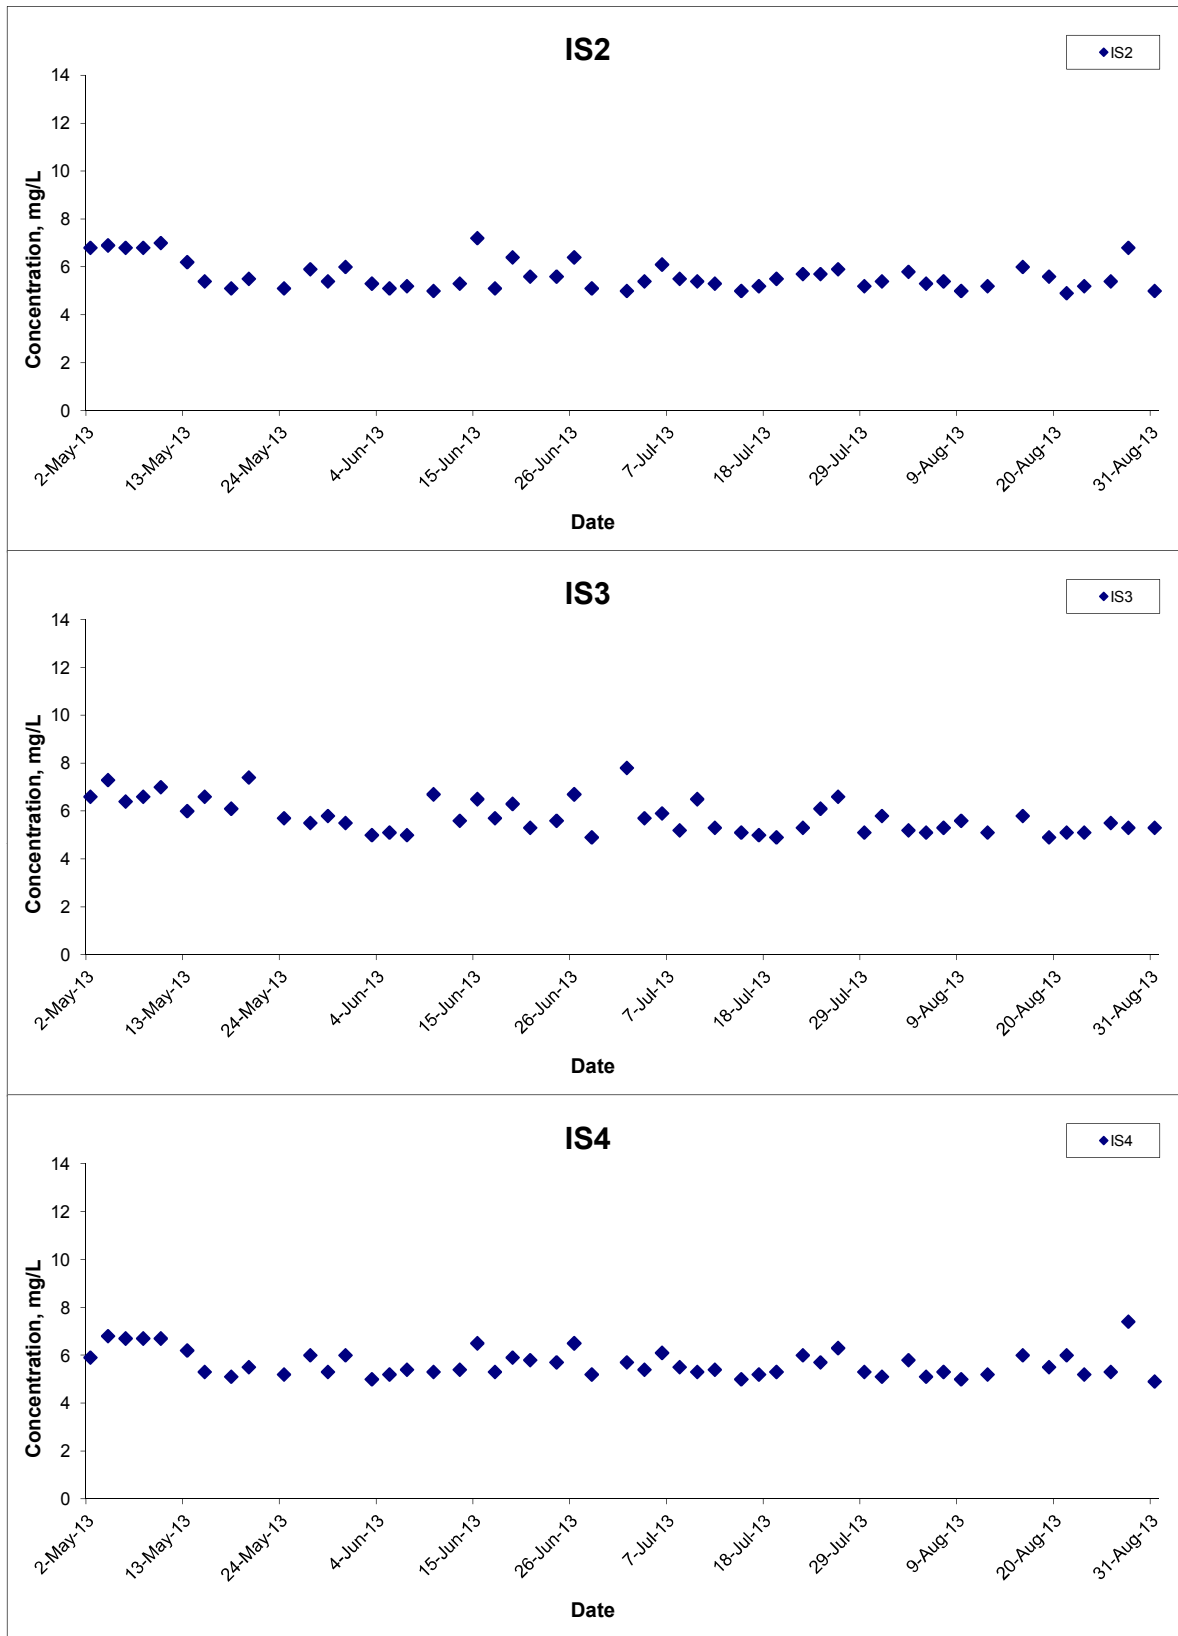 IS2
IS2
14
12
10
8
6
4
2
0
Concentration, mg/L
2-May-13
13-May-13
24-May-13
4-Jun-13
15-Jun-13
26-Jun-13
7-Jul-13
18-Jul-13
29-Jul-13
9-Aug-13
20-Aug-13
31-Aug-13
Date
IS3
IS3
14
12
10
8
6
4
2
0
Concentration, mg/L
2-May-13
13-May-13
24-May-13
4-Jun-13
15-Jun-13
26-Jun-13
7-Jul-13
18-Jul-13
29-Jul-13
9-Aug-13
20-Aug-13
31-Aug-13
Date
IS4
IS4
14
12
10
8
6
4
2
0
Concentration, mg/L
2-May-13
13-May-13
24-May-13
4-Jun-13
15-Jun-13
26-Jun-13
7-Jul-13
18-Jul-13
29-Jul-13
9-Aug-13
20-Aug-13
31-Aug-13
Date